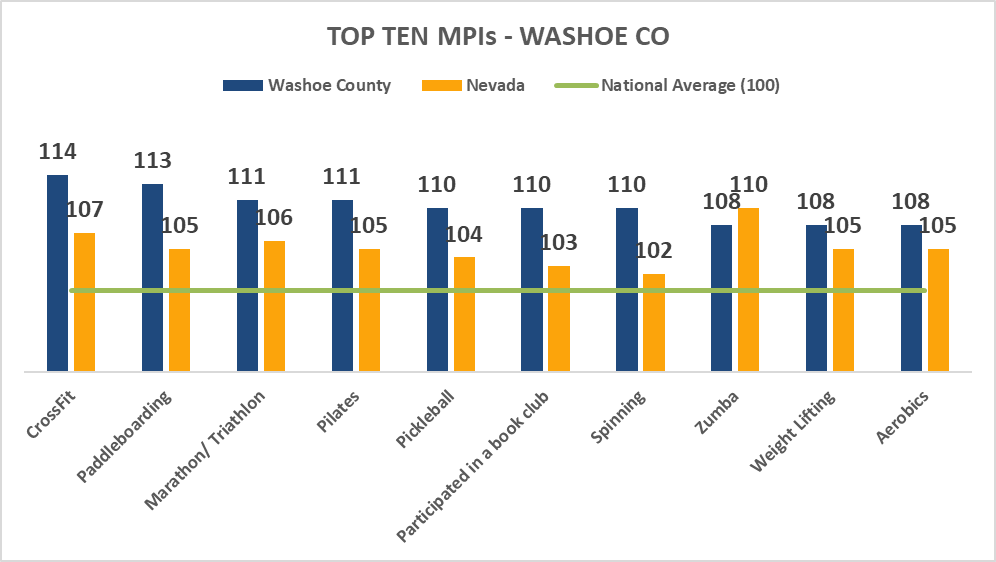 TOP TEN MPIs - WASHOE CO
Washoe County Nevada National Average (100)
114 107 113 105 111 106 111 105 110 104 110 103 110 102 108 110 108 105 108 105
CrossFit
Paddleboarding
Marathon/ Triathlon
Pilates
Pickleball
Participated in a book club
Spinning
Zumba
Weight Lifting
Aerobics